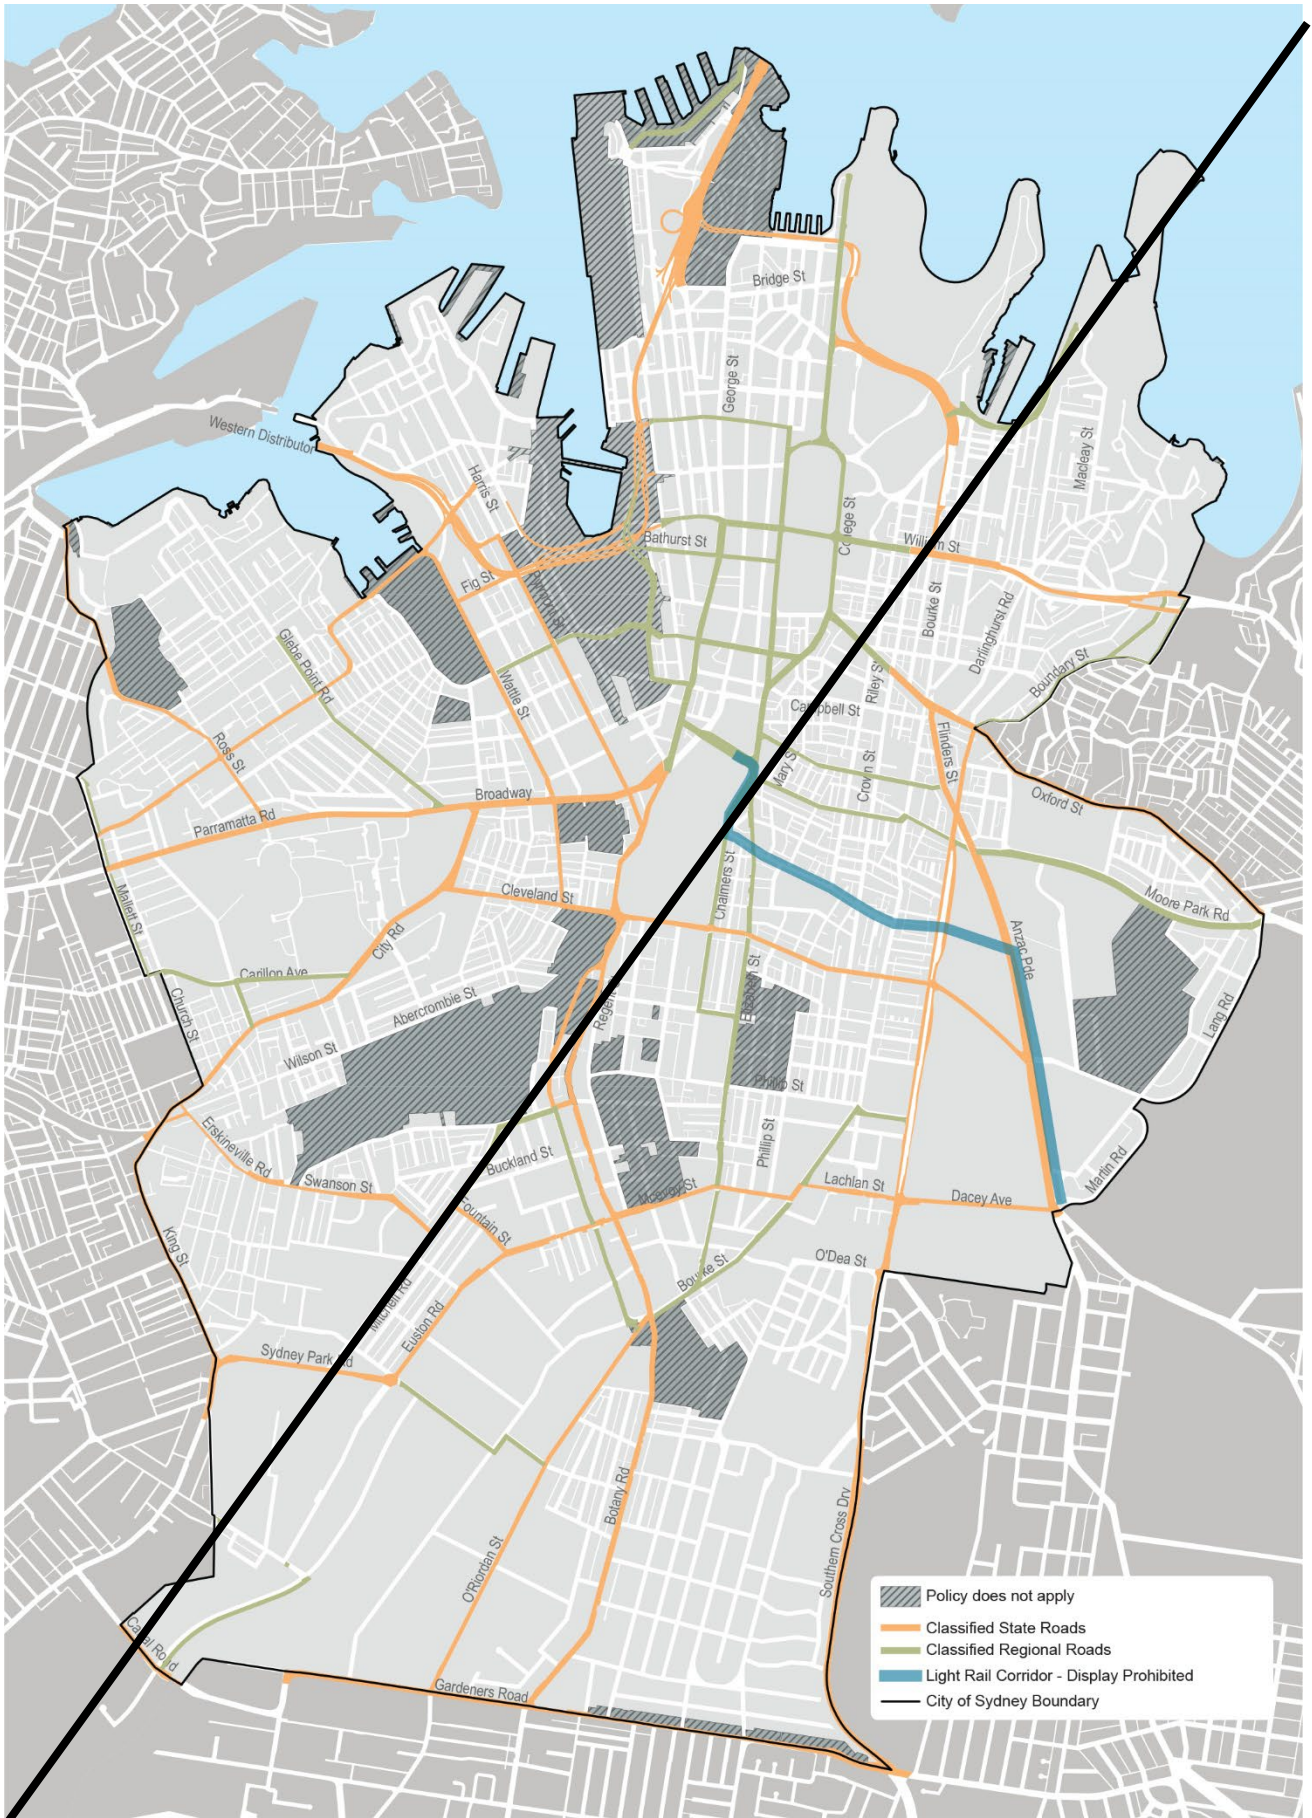 Bridge St
George St
Western Distributor
Macleay St
Harris St
College St
Bathurst St
William St
Fig St
Bourke St
Darlinghurst Rd
Glebe Point Rd
Boundary St
Riley St
Wattle St
Campbell St
Ross St
Flinders St
Mary St
Crown St
Broadway
Oxford St
Parramatta Rd
Chalmers St
Cleveland St
Mallett St
Moore Park Rd
City Rd
Anzac Pde
Carillon Ave
Elizabeth St
Church St
Abercrombie St
Regent
Lang Rd
Wilson St
Phillip St
Erskineville Rd
Phillip St
Buckland St
Martin Rd
Swanson St
McEvoy St
Lachlan St
Dacey Ave
Fountain St
King St
O'Dea St
Bourke St
Mitchell Rd
Euston Rd
Sydney Park Rd
Botany Rd
O'Riordan St
Southern Cross Drv
Canal Road
Gardeners Road
Policy does not apply
Classified State Roads
Classified Regional Roads
Light Rail Corridor - Display Prohibited
City of Sydney Boundary